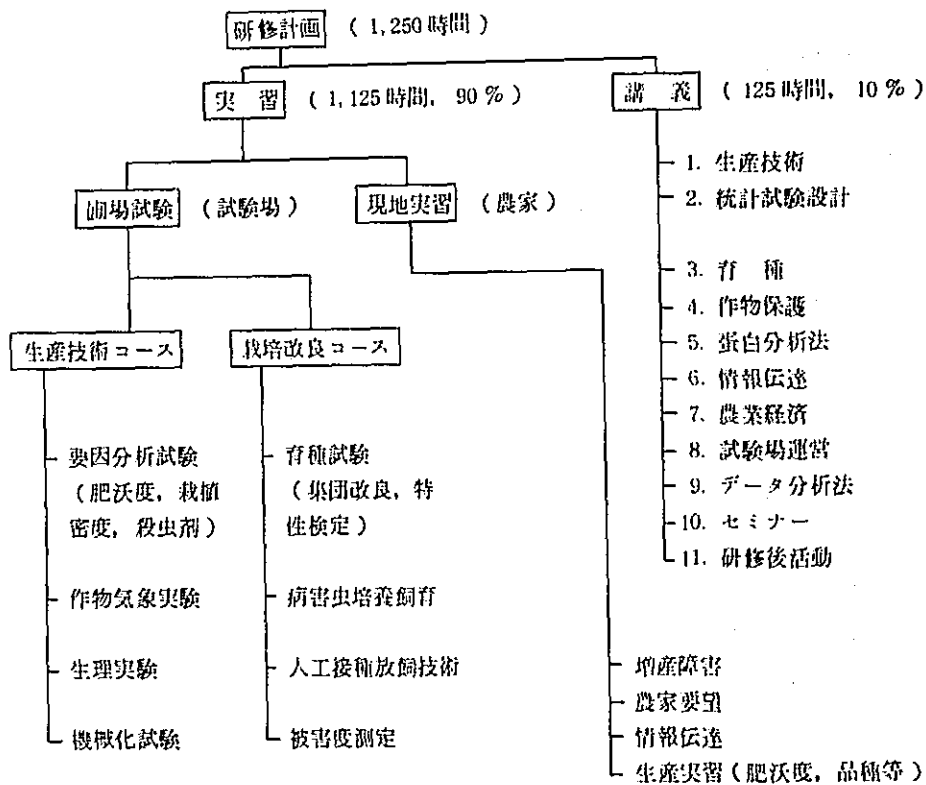 研修計画 (1,250時間)
実習 (1,125時間, 90%)
講義 (125時間, 10%)
圃場試験 (試験場)
現地実習 (農家)
1. 生産技術
2. 統計試験設計
3. 育種
4. 作物保護
5. 蛋白分析法
6. 情報伝達
7. 農業経済
8. 試験場運営
9. データ分析法
10. セミナー
11. 研修後活動
生産技術コース
栽培改良コース
要因分析試験
(肥沃度, 栽植
密度, 殺虫剤)
作物気象実験
生理実験
機械化試験
育種試験
(集団改良, 特
性検定)
病害虫培養飼育
人工接種放飼技術
被害度測定
増産障害
農家要望
情報伝達
生産実習(肥沃度, 品種等)